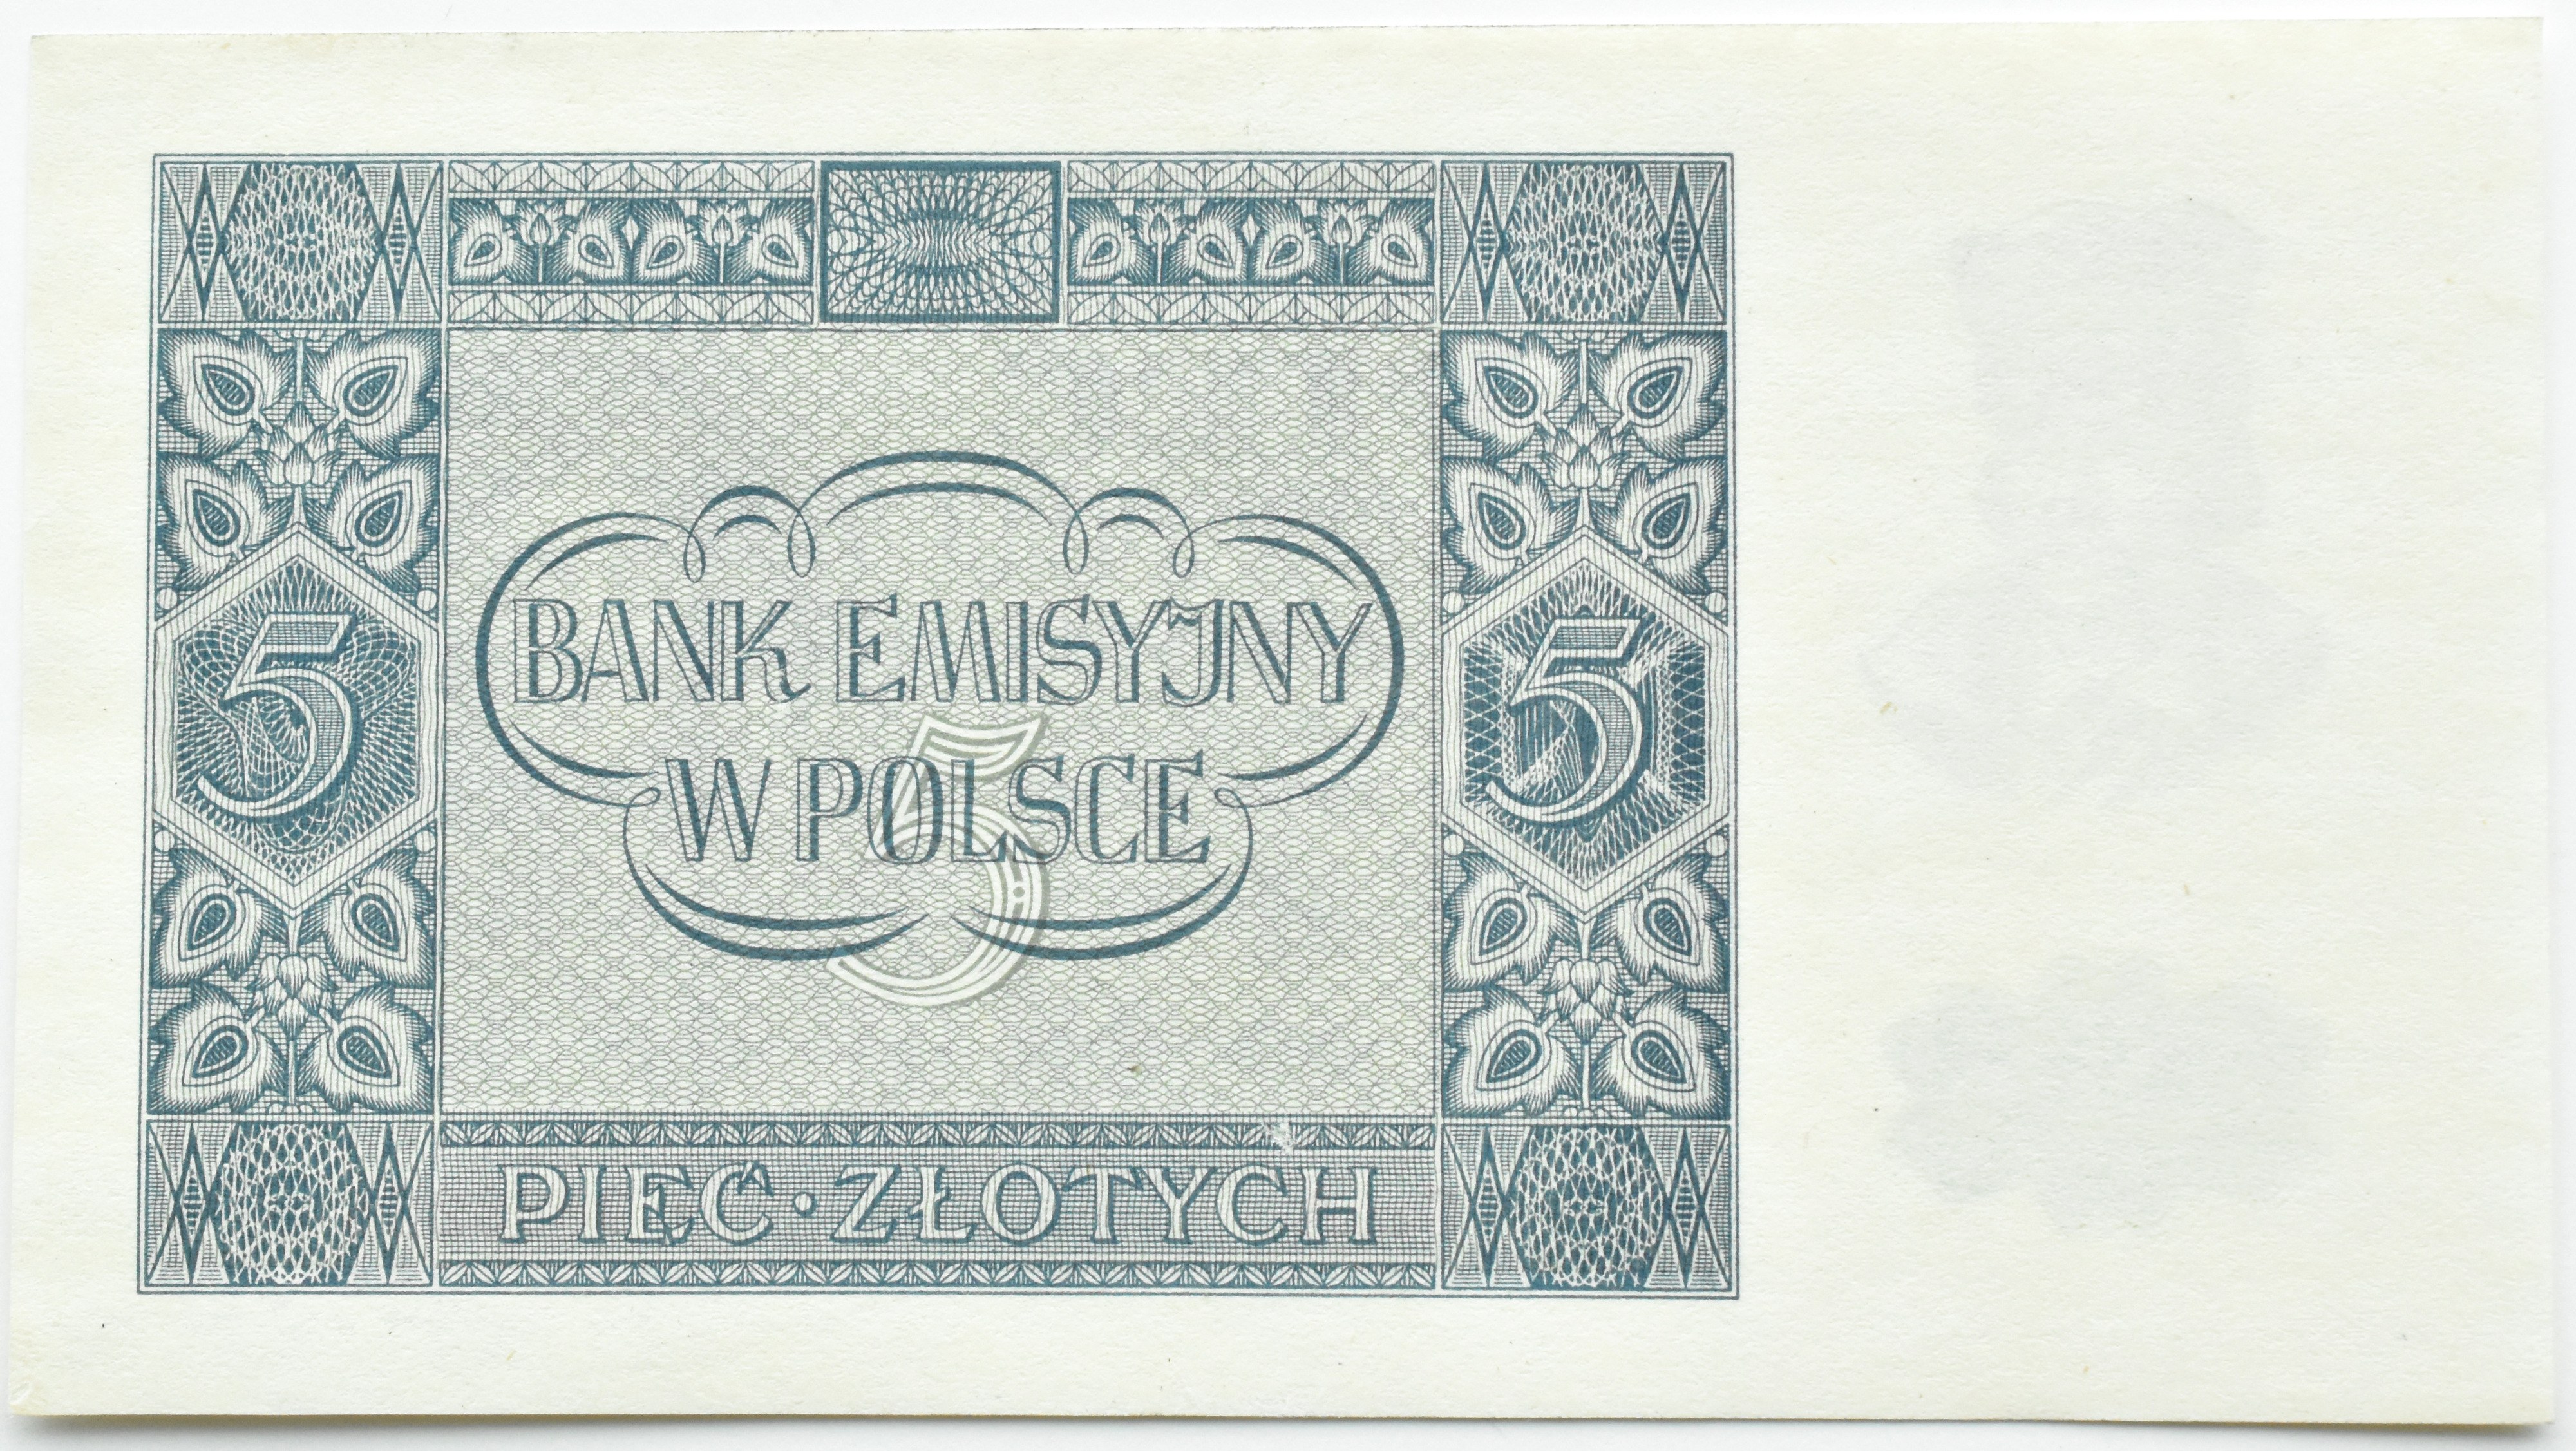 BANK EMISYJNY
5 5
W POLSCE
5
PIĘĆ · ZŁOTYCH